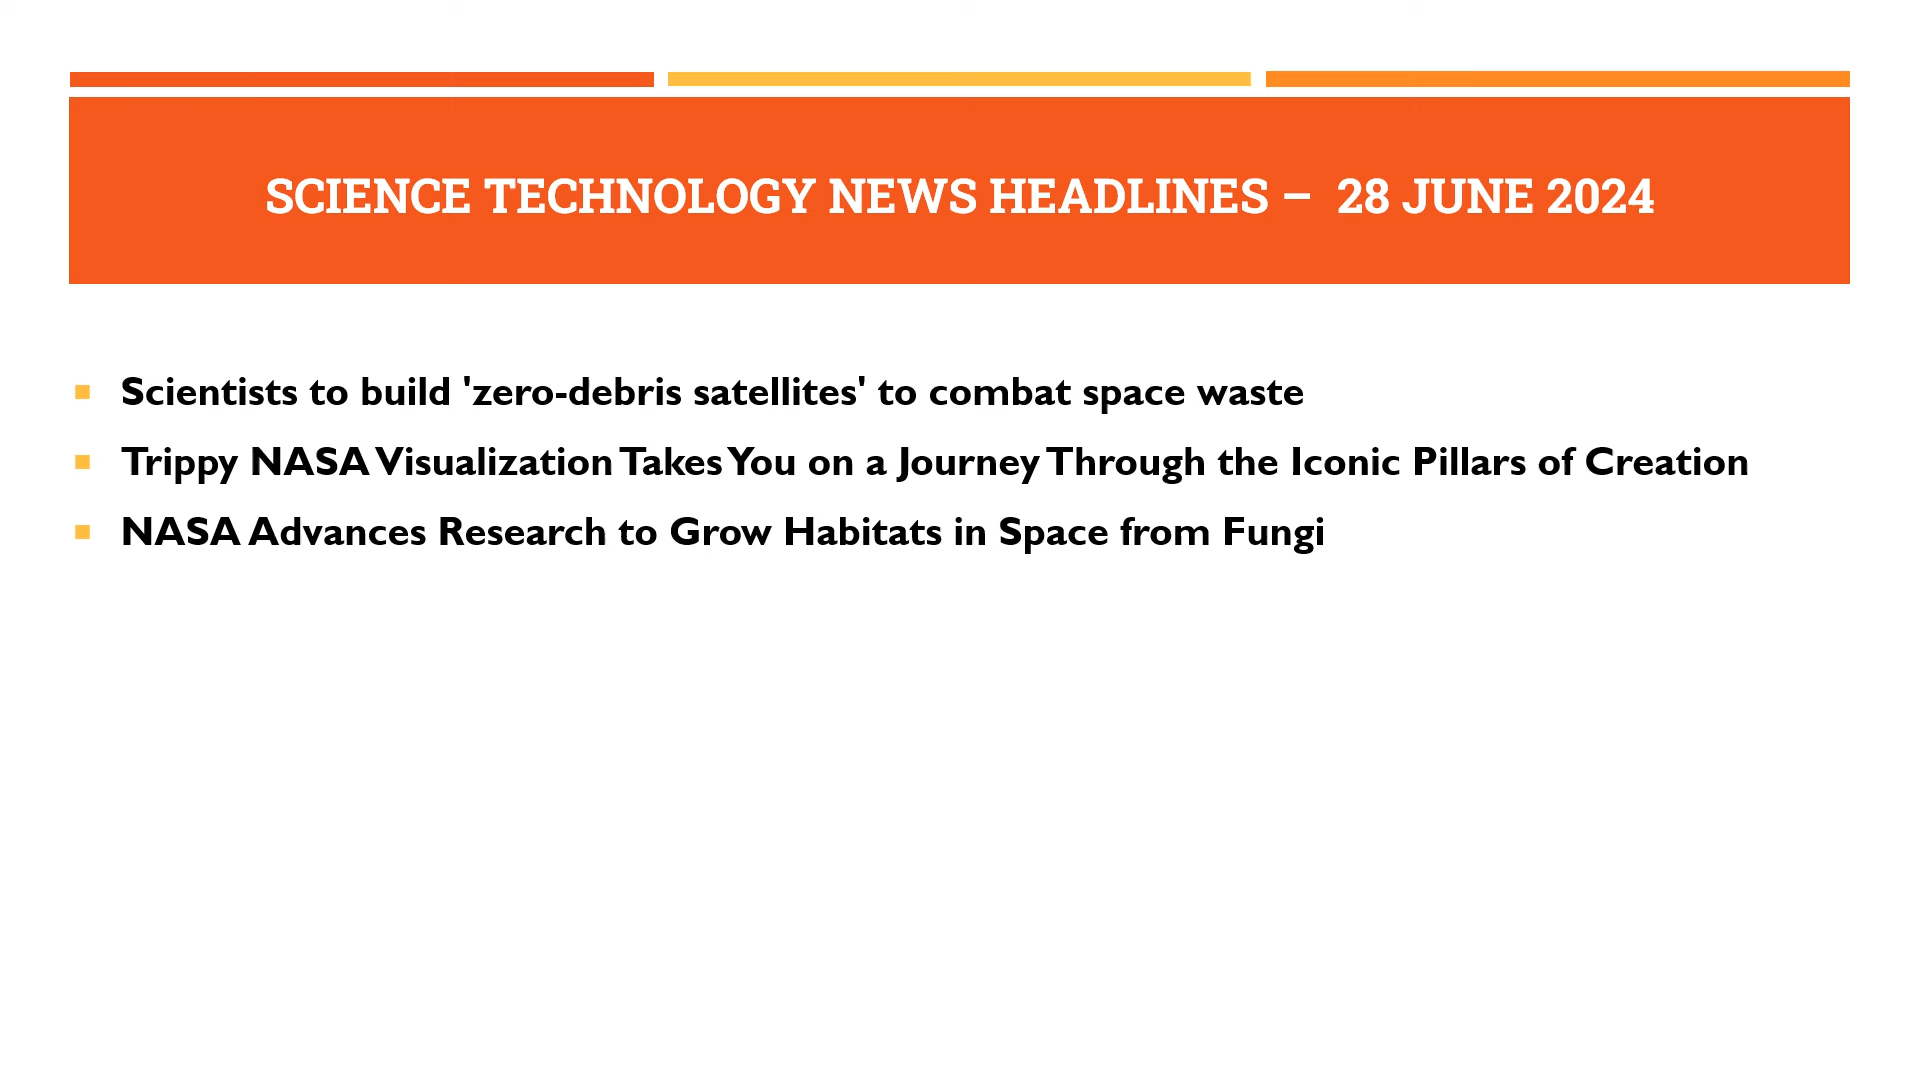 SCIENCE TECHNOLOGY NEWS HEADLINES – 28 JUNE 2024
Scientists to build 'zero-debris satellites' to combat space waste
Trippy NASA Visualization Takes You on a Journey Through the Iconic Pillars of Creation
NASA Advances Research to Grow Habitats in Space from Fungi